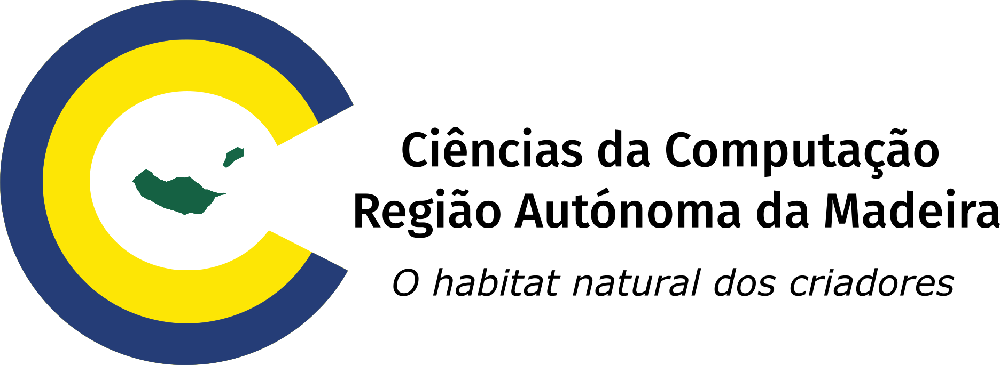 Ciências da Computação
Região Autónoma da Madeira
O habitat natural dos criadores